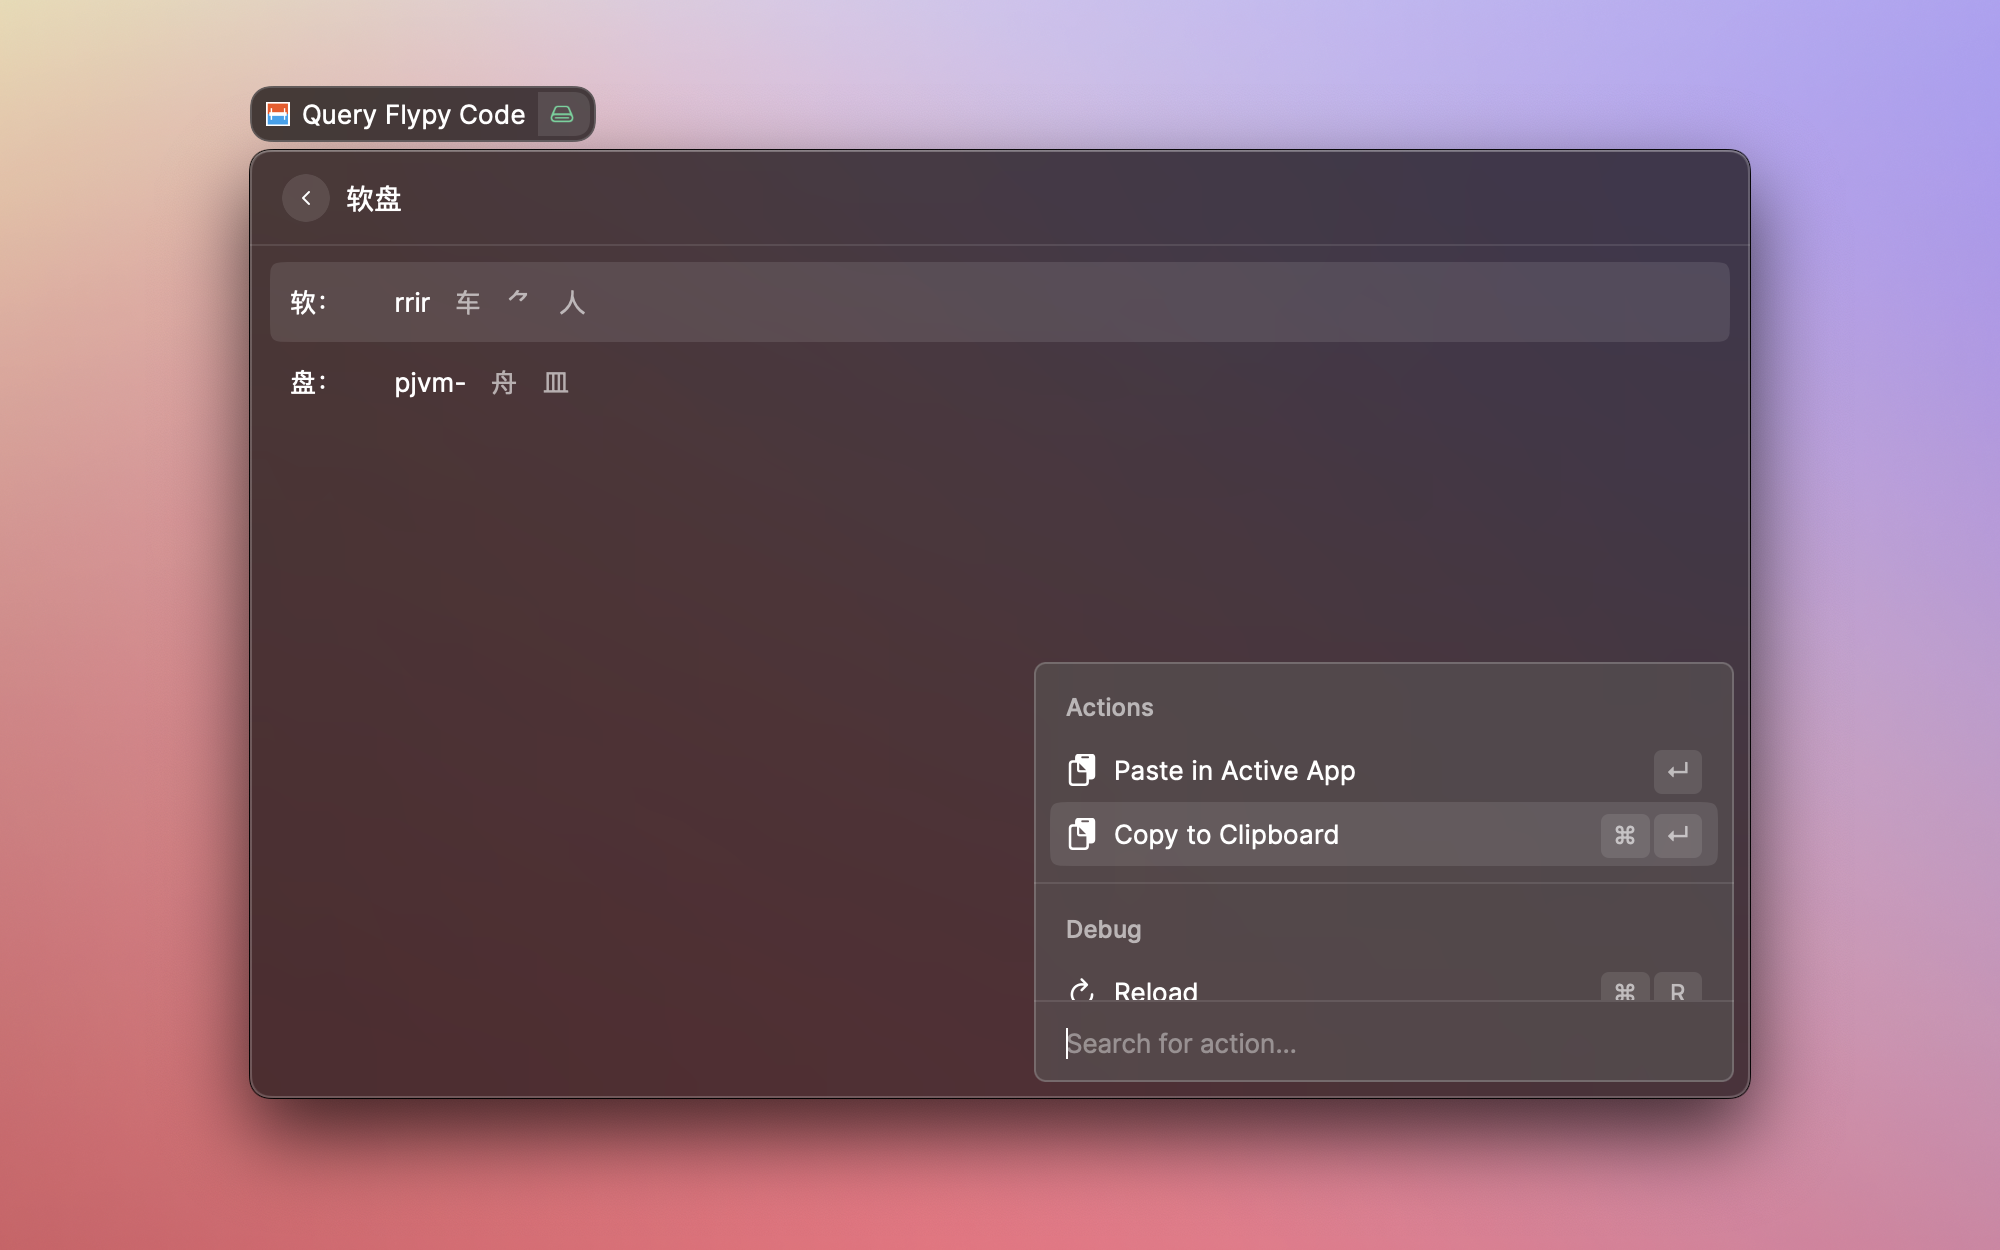 Query Flypy Code
软盘
软： rrir 车 ⺈ 人
盘： pjvm- 舟 皿
Actions
Paste in Active App ↵
Copy to Clipboard ⌘ ↵
Debug
Reload ⌘ R
Search for action...